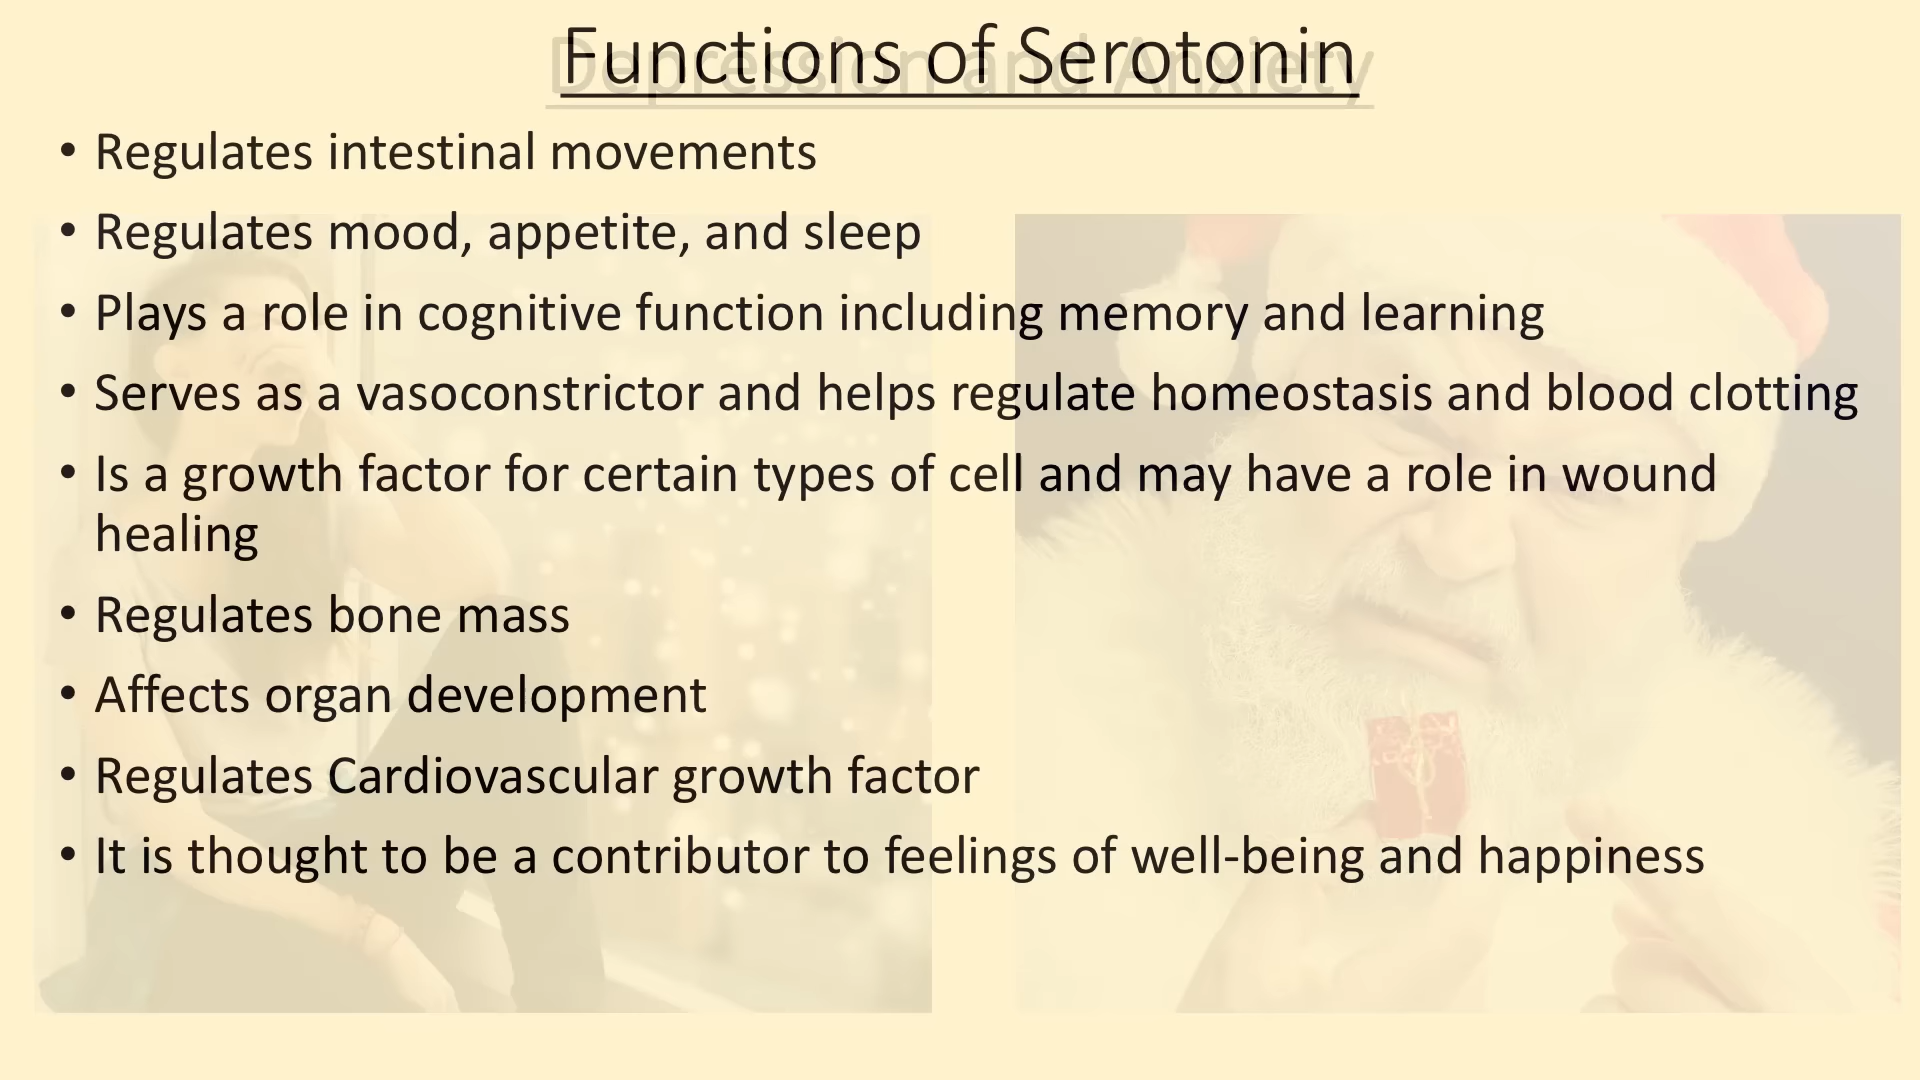 Functions of Serotonin
Depression and Anxiety
• Regulates intestinal movements
• Regulates mood, appetite, and sleep
• Plays a role in cognitive function including memory and learning
• Serves as a vasoconstrictor and helps regulate homeostasis and blood clotting
• Is a growth factor for certain types of cell and may have a role in wound
healing
• Regulates bone mass
• Affects organ development
• Regulates Cardiovascular growth factor
• It is thought to be a contributor to feelings of well-being and happiness